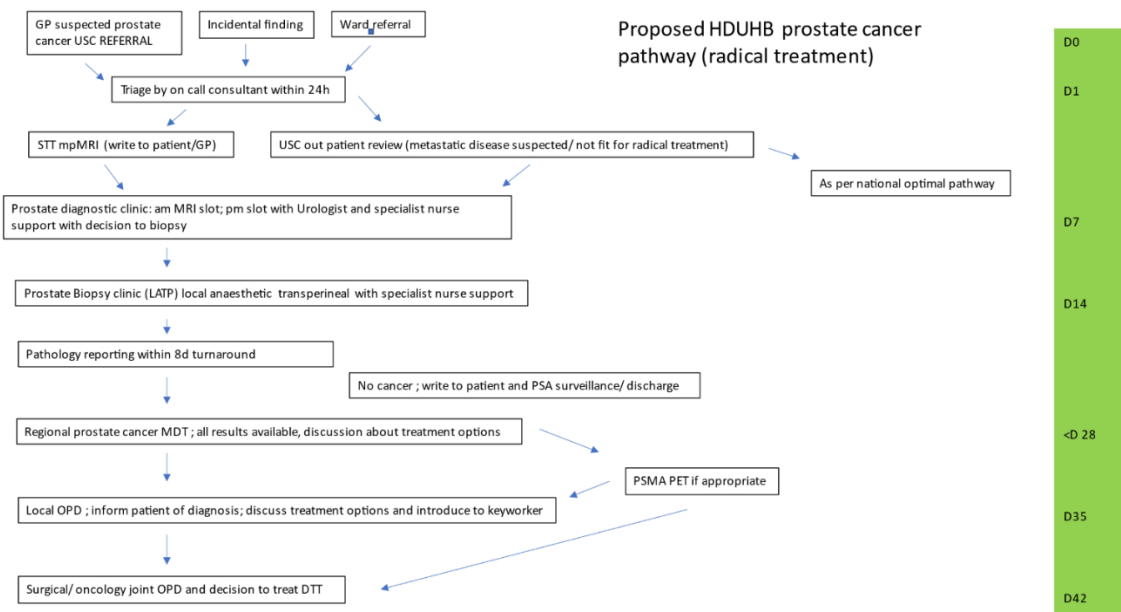 GP suspected prostate
cancer USC REFERRAL
Incidental finding
Ward referral
Proposed HDUHB prostate cancer
pathway (radical treatment)
D0
Triage by on call consultant within 24h
D1
STT mpMRI (write to patient/GP)
USC out patient review (metastatic disease suspected/ not fit for radical treatment)
As per national optimal pathway
Prostate diagnostic clinic: am MRI slot; pm slot with Urologist and specialist nurse
support with decision to biopsy
D7
Prostate Biopsy clinic (LATP) local anaesthetic transperineal with specialist nurse support
D14
Pathology reporting within 8d turnaround
No cancer ; write to patient and PSA surveillance/ discharge
Regional prostate cancer MDT ; all results available, discussion about treatment options
<D 28
PSMA PET if appropriate
Local OPD ; inform patient of diagnosis; discuss treatment options and introduce to keyworker
D35
Surgical/ oncology joint OPD and decision to treat DTT
D42